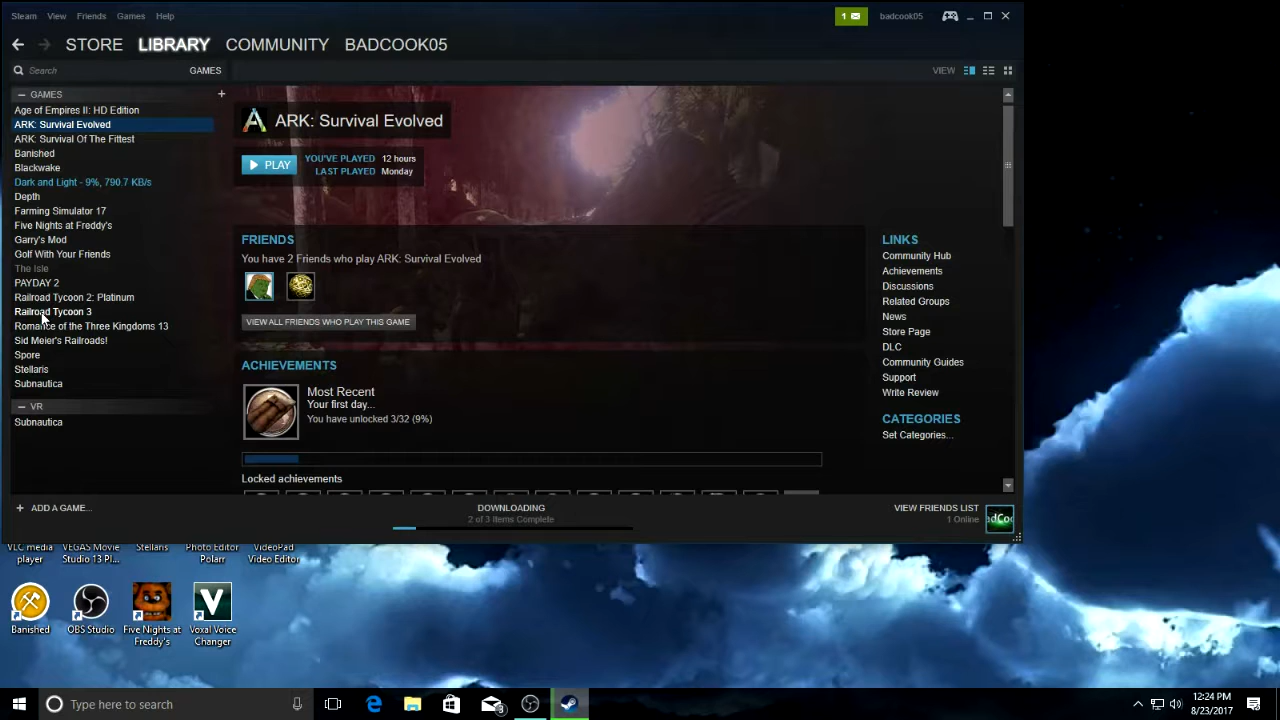 Steam View Friends Games Help
1 badcook05
STORE LIBRARY COMMUNITY BADCOOK05
Search GAMES VIEW
— GAMES +
Age of Empires II: HD Edition
ARK: Survival Evolved
ARK: Survival Of The Fittest
Banished
Blackwake
Dark and Light - 9%, 790.7 KB/s
Depth
Farming Simulator 17
Five Nights at Freddy's
Garry's Mod
Golf With Your Friends
The Isle
PAYDAY 2
Railroad Tycoon 2: Platinum
Railroad Tycoon 3
Romance of the Three Kingdoms 13
Sid Meier's Railroads!
Spore
Stellaris
Subnautica
— VR
Subnautica
ARK: Survival Evolved
PLAY
YOU'VE PLAYED 12 hours
LAST PLAYED Monday
FRIENDS
You have 2 Friends who play ARK: Survival Evolved
VIEW ALL FRIENDS WHO PLAY THIS GAME
ACHIEVEMENTS
Most Recent
Your first day...
You have unlocked 3/32 (9%)
Locked achievements
LINKS
Community Hub
Achievements
Discussions
Related Groups
News
Store Page
DLC
Community Guides
Support
Write Review
CATEGORIES
Set Categories...
+ ADD A GAME...
DOWNLOADING
2 of 3 Items Complete
VIEW FRIENDS LIST
1 Online
VLC media
player
VEGAS Movie
Studio 13 Pl...
Stellaris
Photo Editor
Polarr
VideoPad
Video Editor
Banished
OBS Studio
Five Nights at
Freddy's
V
Voxal Voice
Changer
Type here to search
3
12:24 PM
8/23/2017